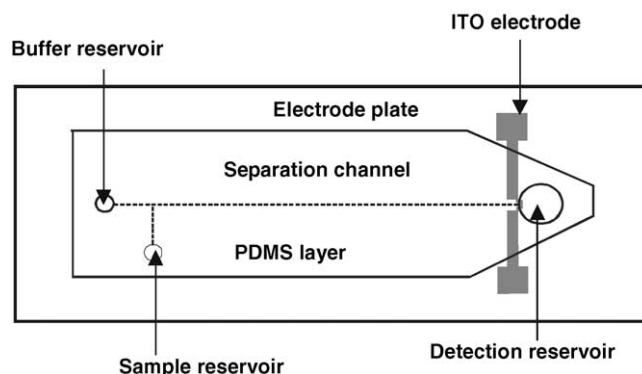 ITO electrode
Buffer reservoir
Electrode plate
Separation channel
PDMS layer
Sample reservoir
Detection reservoir